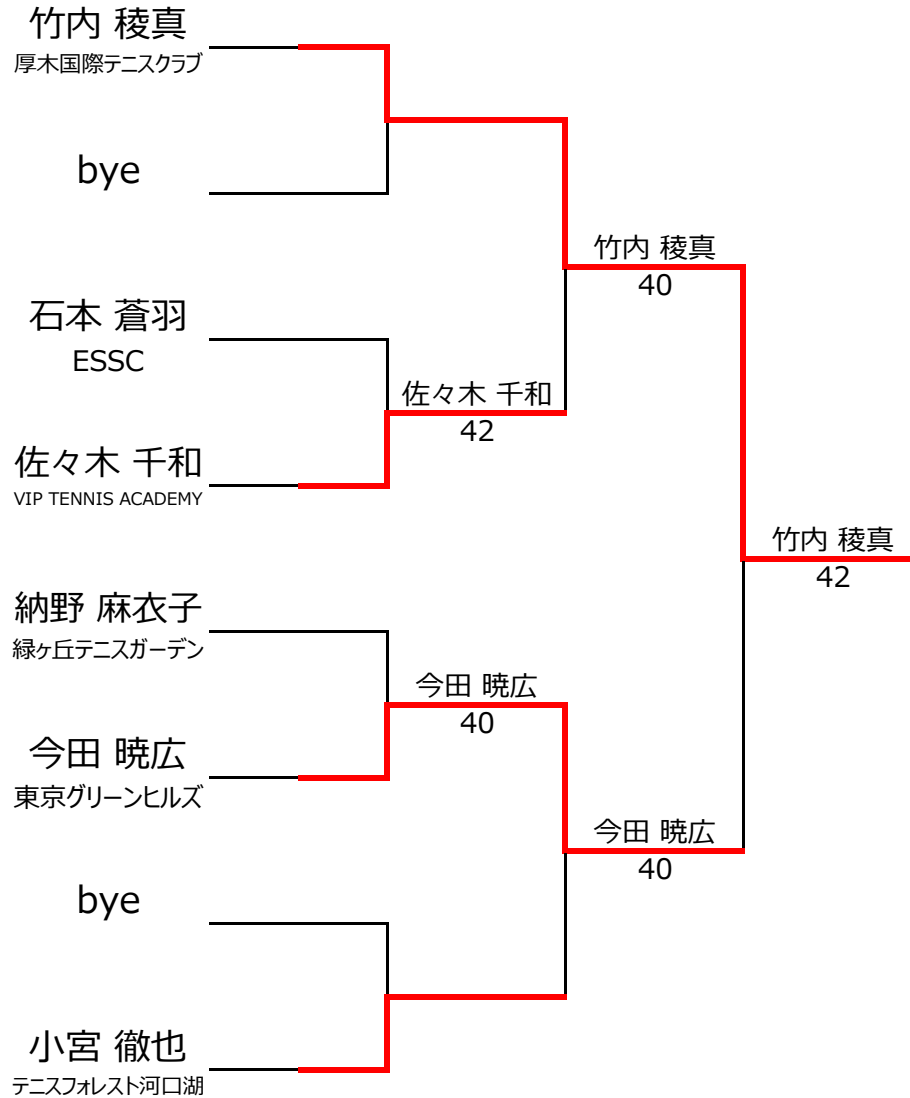 竹内 稜真
厚木国際テニスクラブ
bye
竹内 稜真
40
石本 蒼羽
ESSC
佐々木 千和
42
佐々木 千和
VIP TENNIS ACADEMY
竹内 稜真
42
納野 麻衣子
緑ヶ丘テニスガーデン
今田 暁広
40
今田 暁広
東京グリーンヒルズ
今田 暁広
40
bye
小宮 徹也
テニスフォレスト河口湖